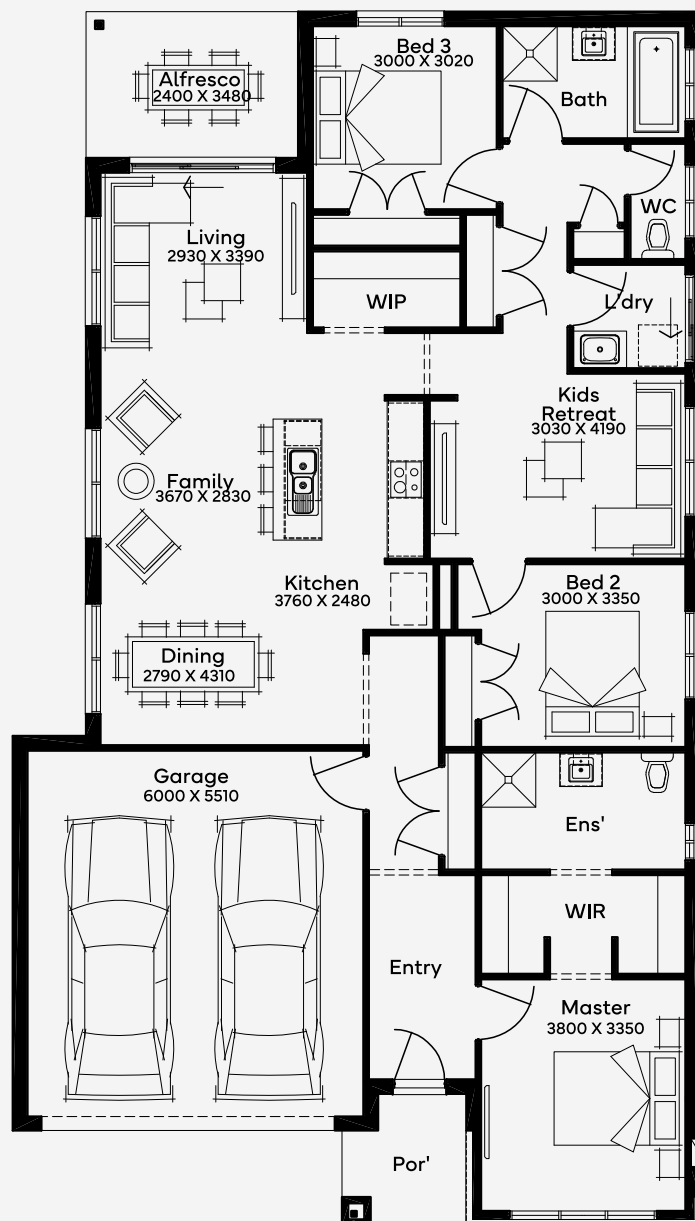 Bed 3
3000 X 3020
Bath
Alfresco
2400 X 3480
WC
Living
2930 X 3390
WIP
L'dry
Kids
Retreat
3030 X 4190
Family
3670 X 2830
Kitchen
3760 X 2480
Bed 2
3000 X 3350
Dining
2790 X 4310
Garage
6000 X 5510
Ens'
WIR
Entry
Master
3800 X 3350
Por'